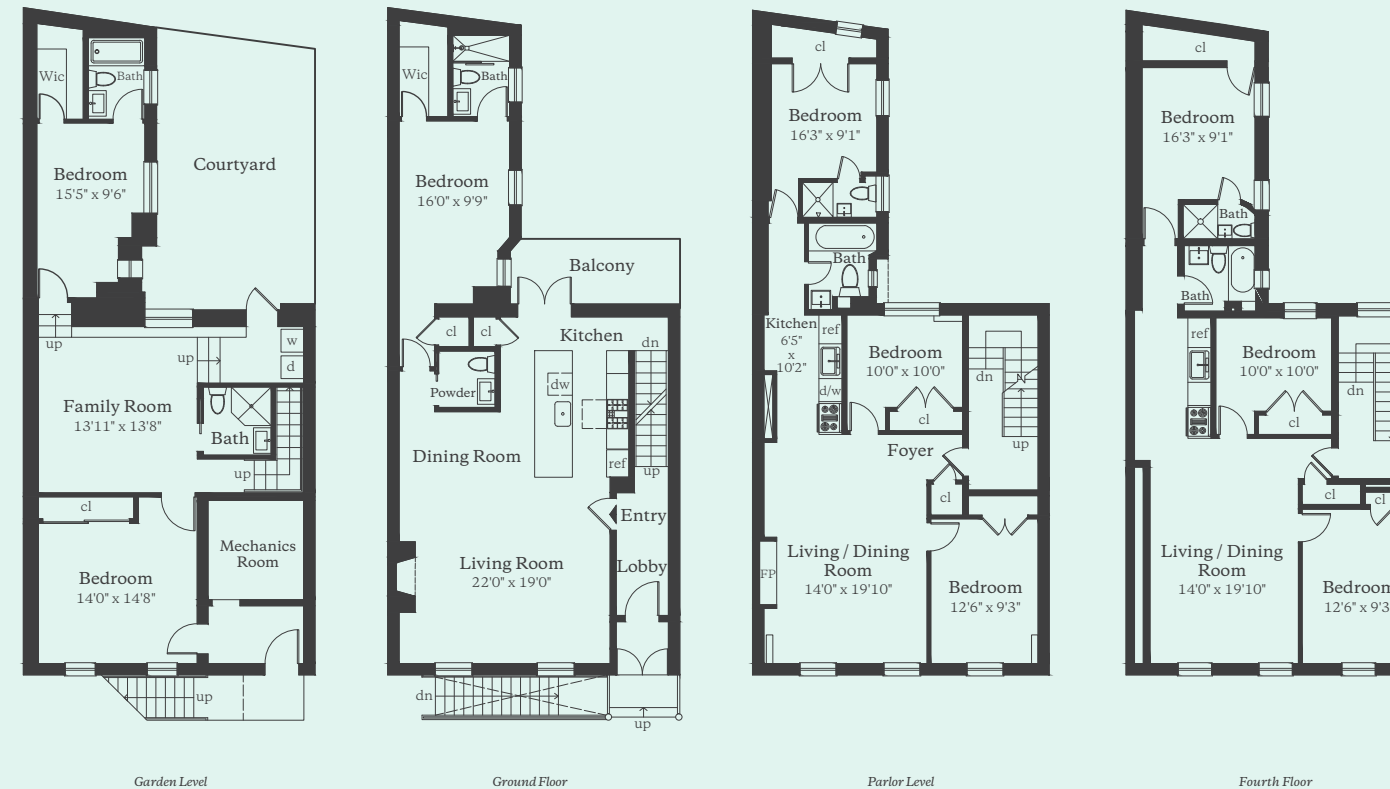 Wic
Bath
Bedroom
15'5" x 9'6"
Courtyard
up
up
w
d
Family Room
13'11" x 13'8"
Bath
up
cl
Mechanics
Room
Bedroom
14'0" x 14'8"
up
Garden Level
Wic
Bath
Bedroom
16'0" x 9'9"
Balcony
cl
cl
Kitchen
dn
Powder
dw
Dining Room
ref
up
Entry
Living Room
22'0" x 19'0"
Lobby
dn
up
Ground Floor
cl
Bedroom
16'3" x 9'1"
Bath
Kitchen
6'5"
x
10'2"
ref
d/w
Bedroom
10'0" x 10'0"
cl
dn
up
Foyer
cl
Living / Dining
Room
14'0" x 19'10"
FP
Bedroom
12'6" x 9'3"
Parlor Level
cl
Bedroom
16'3" x 9'1"
Bath
Bath
ref
Bedroom
10'0" x 10'0"
cl
dn
cl
cl
Living / Dining
Room
14'0" x 19'10"
Bedroom
12'6" x 9'3
Fourth Floor